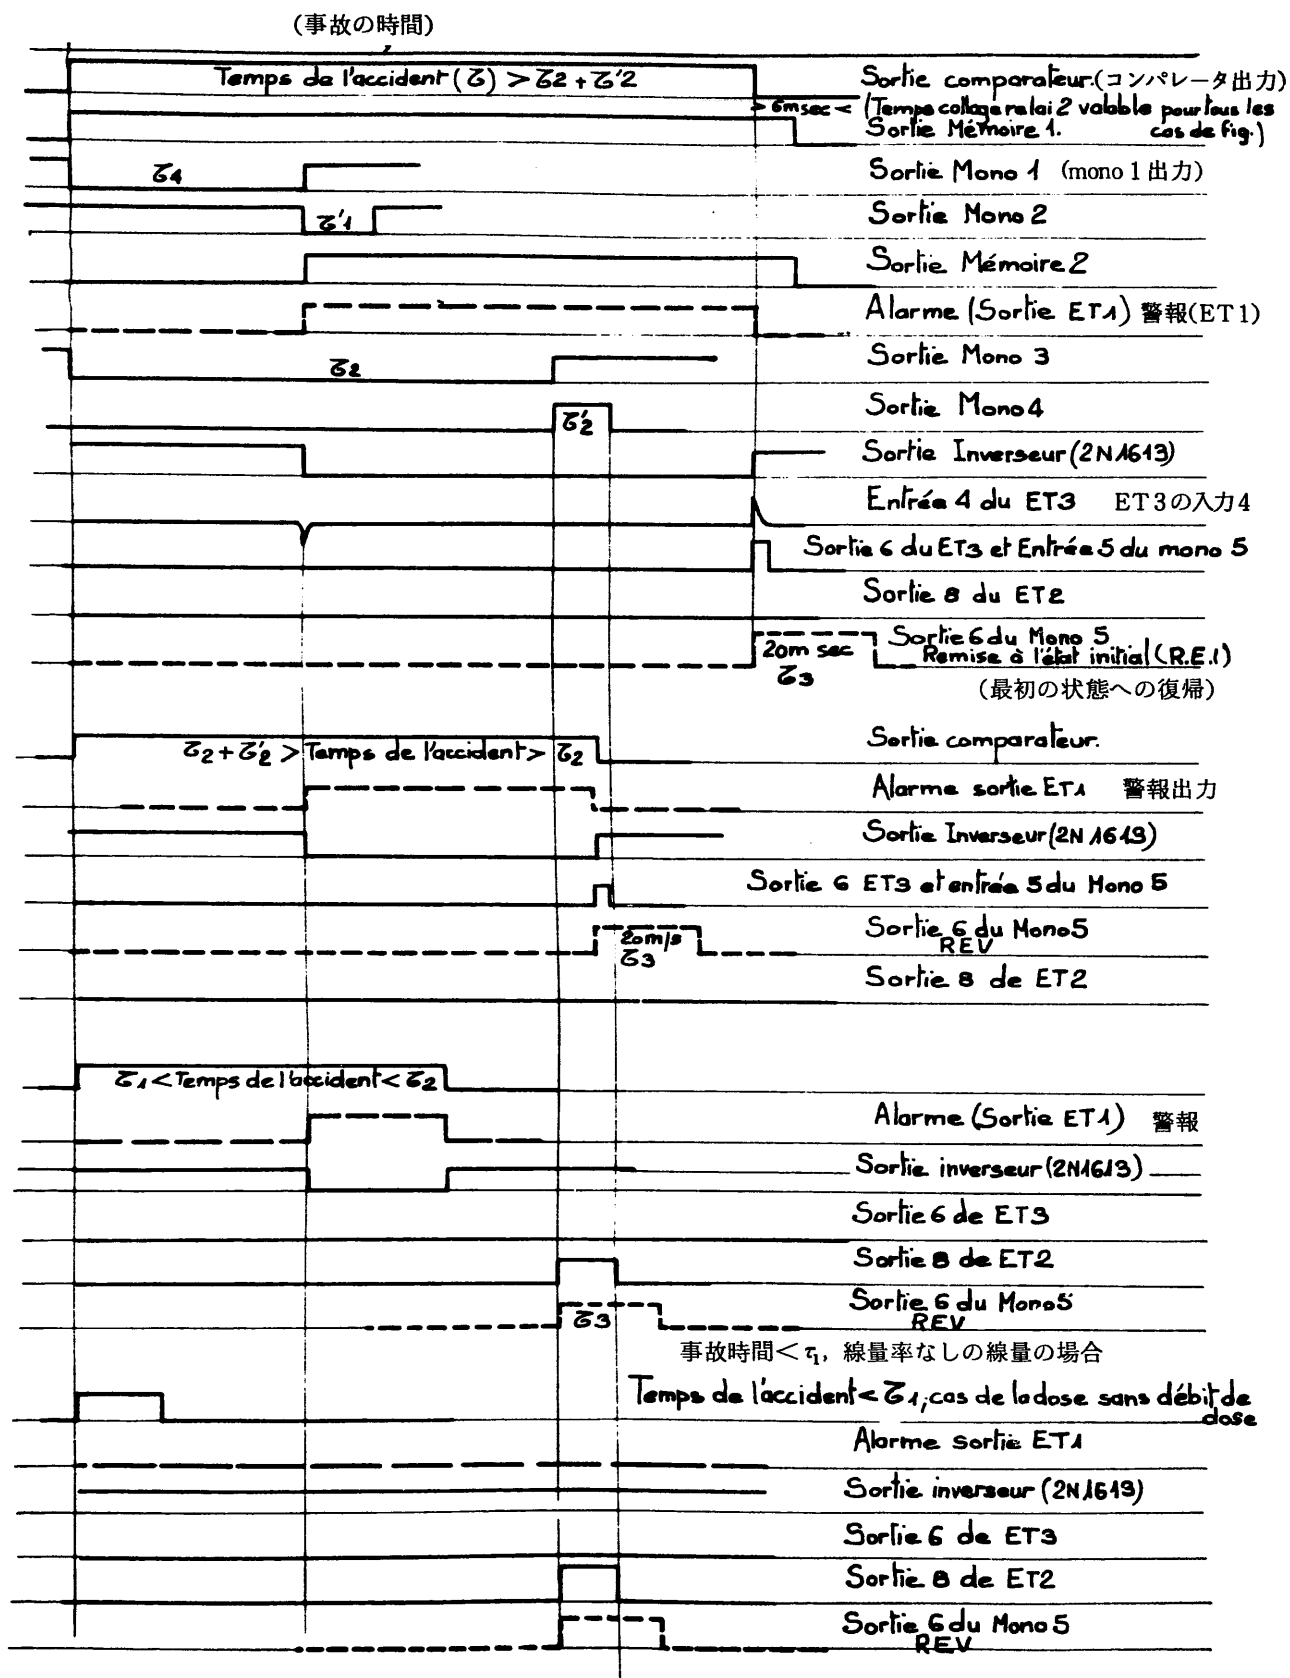 (事故の時間)
Temps de l'accident (τ) > τ2 + τ'2
Sortie comparateur.(コンパレータ出力)
> 6msec < (Temps collage relai 2 valable pour tous les
Sortie Mémoire 1. cas de fig.)
τ1
Sortie Mono 1 (mono 1 出力)
τ'1
Sortie Mono 2
Sortie Mémoire 2
Alarme (Sortie ET1) 警報(ET1)
τ2
Sortie Mono 3
τ'2
Sortie Mono 4
Sortie Inverseur (2N1613)
Entrée 4 du ET3 ET3の入力4
Sortie 6 du ET3 et Entrée 5 du mono 5
Sortie 8 du ET2
20m sec
τ3
Sortie 6 du Mono 5
Remise à l'état initial (R.E.I)
(最初の状態への復帰)
τ2 + τ'2 > Temps de l'accident > τ2
Sortie comparateur.
Alarme sortie ET1 警報出力
Sortie Inverseur (2N1613)
Sortie 6 ET3 et entrée 5 du Mono 5
20m/s
τ3
Sortie 6 du Mono 5
REV
Sortie 8 de ET2
τ1 < Temps de l'accident < τ2
Alarme (Sortie ET1) 警報
Sortie inverseur (2N1613)
Sortie 6 de ET3
Sortie 8 de ET2
τ3
Sortie 6 du Mono 5
REV
事故時間<τ1, 線量率なしの線量の場合
Temps de l'accident < τ1, cas de la dose sans débit de
dose
Alarme sortie ET1
Sortie inverseur (2N1613)
Sortie 6 de ET3
Sortie 8 de ET2
Sortie 6 du Mono 5
REV